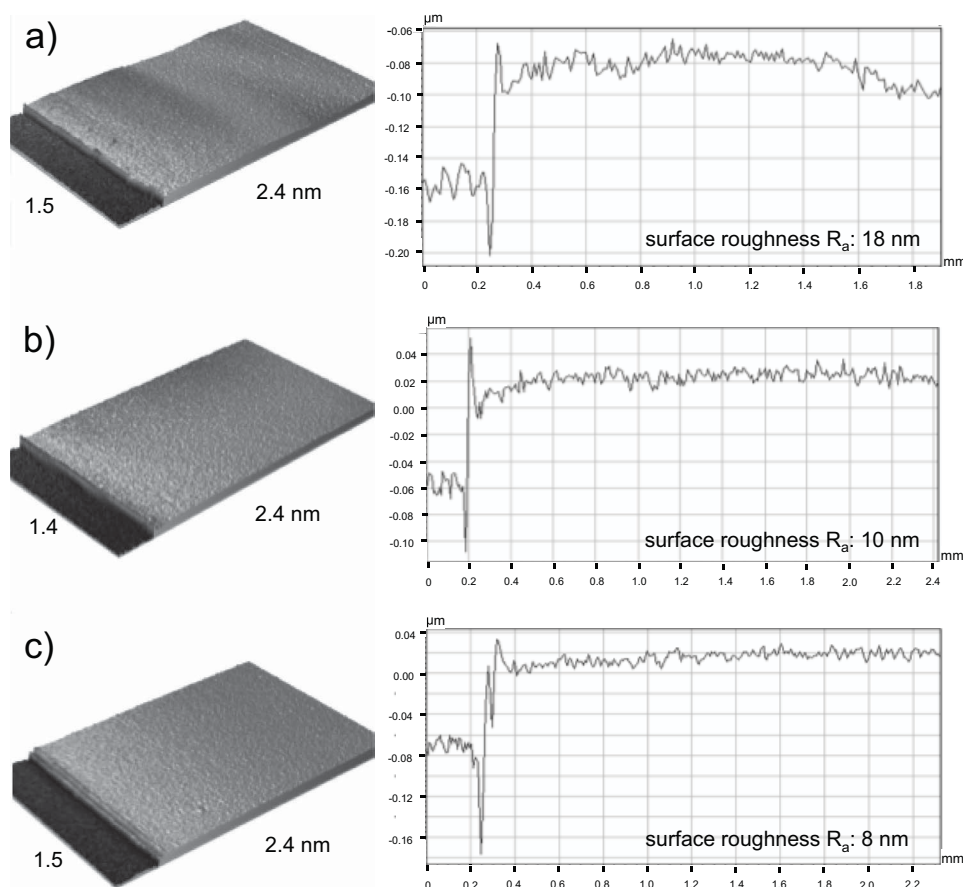 a)
1.5
2.4 nm
µm
-0.06
-0.08
-0.10
-0.12
-0.14
-0.16
-0.18
-0.20
surface roughness Ra: 18 nm
mm
0 0.2 0.4 0.6 0.8 1.0 1.2 1.4 1.6 1.8
b)
1.4
2.4 nm
µm
0.04
0.02
0.00
-0.02
-0.04
-0.06
-0.08
-0.10
surface roughness Ra: 10 nm
mm
0 0.2 0.4 0.6 0.8 1.0 1.2 1.4 1.6 1.8 2.0 2.2 2.4
c)
1.5
2.4 nm
µm
0.04
0.00
-0.04
-0.08
-0.12
-0.16
surface roughness Ra: 8 nm
mm
0 0.2 0.4 0.6 0.8 1.0 1.2 1.4 1.6 1.8 2.0 2.2